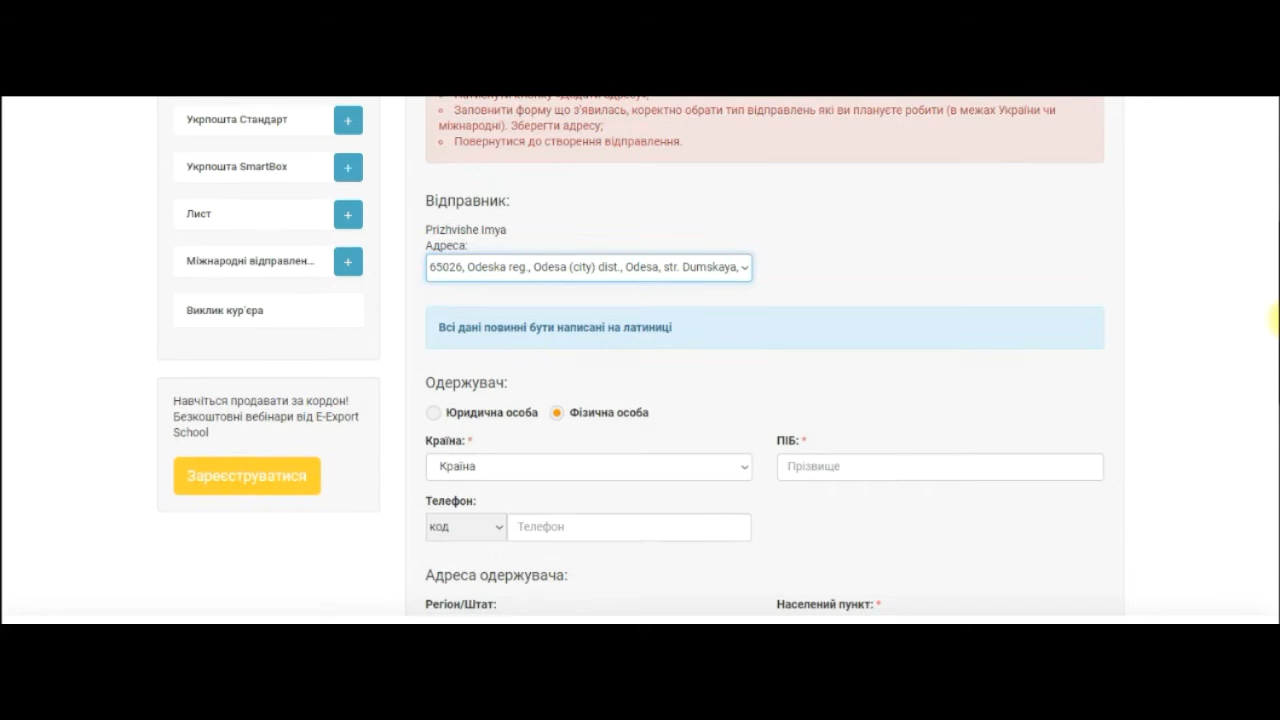 Укрпошта Стандарт
+
Укрпошта SmartBox
+
Лист
+
Міжнародні відправлен...
+
Виклик кур'єра
Навчіться продавати за кордон!
Безкоштовні вебінари від E-Export
School
Зареєструватися
Заповнити форму що з'явилась, коректно обрати тип відправлень які ви плануєте робити (в межах України чи
міжнародні). Зберегти адресу;
Повернутися до створення відправлення.
Відправник:
Prizhvishe Imya
Адреса:
65026, Odeska reg., Odesa (city) dist., Odesa, str. Dumskaya,
Всі дані повинні бути написані на латиниці
Одержувач:
Юридична особа Фізична особа
Країна: * ПІБ: *
Країна Прізвище
Телефон:
код Телефон
Адреса одержувача:
Регіон/Штат: Населений пункт: *